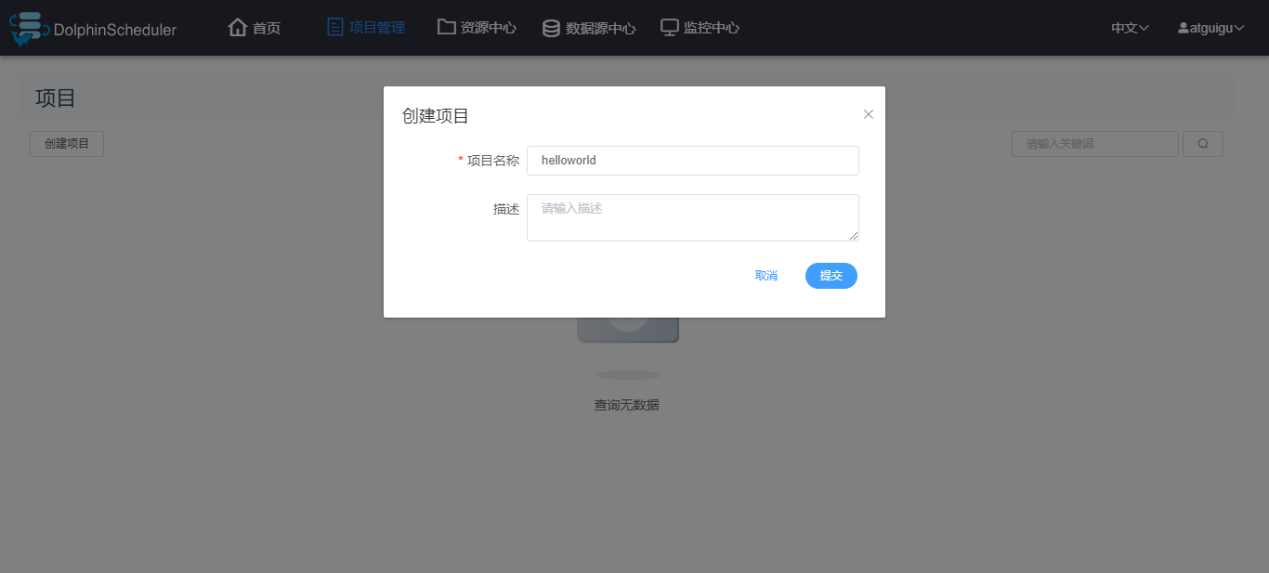 DolphinScheduler 首页 项目管理 资源中心 数据源中心 监控中心 中文 atguigu
项目
创建项目 请输入关键词
创建项目
* 项目名称 helloworld
描述 请输入描述
取消 提交
查询无数据